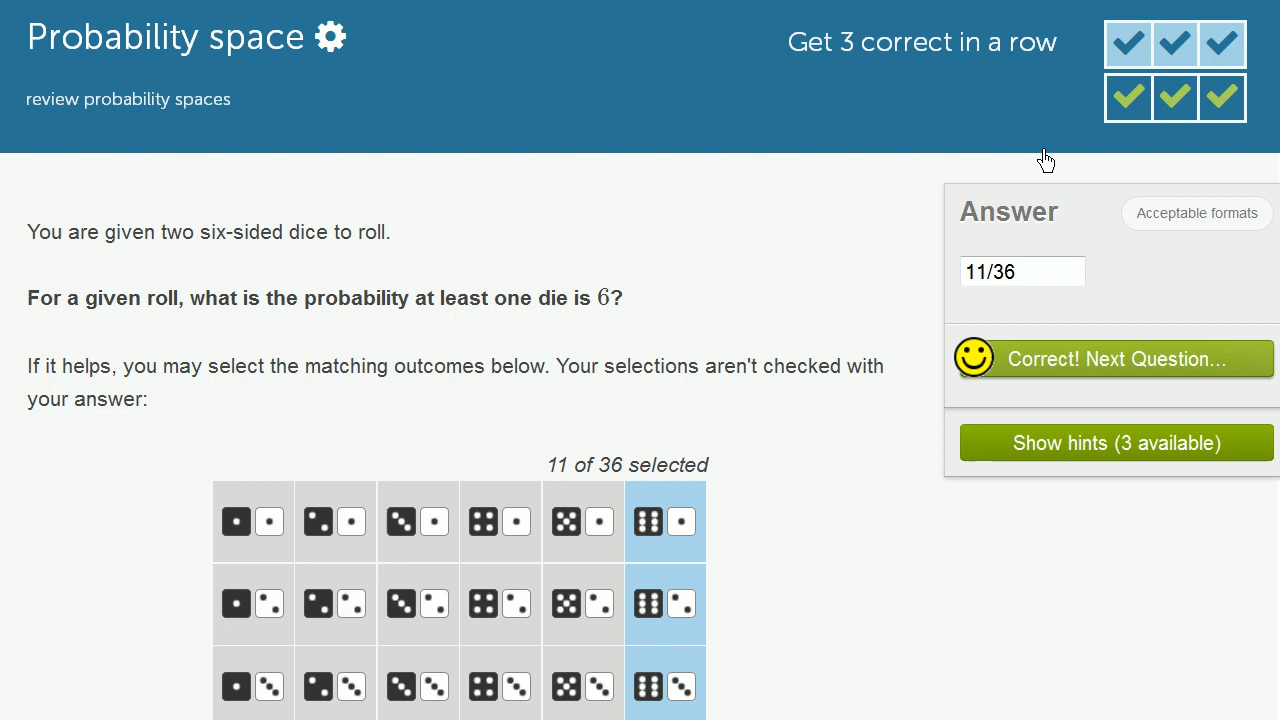 Probability space
Get 3 correct in a row
review probability spaces
Answer
Acceptable formats
You are given two six-sided dice to roll.
11/36
For a given roll, what is the probability at least one die is 6?
Correct! Next Question...
If it helps, you may select the matching outcomes below. Your selections aren't checked with
your answer:
Show hints (3 available)
11 of 36 selected